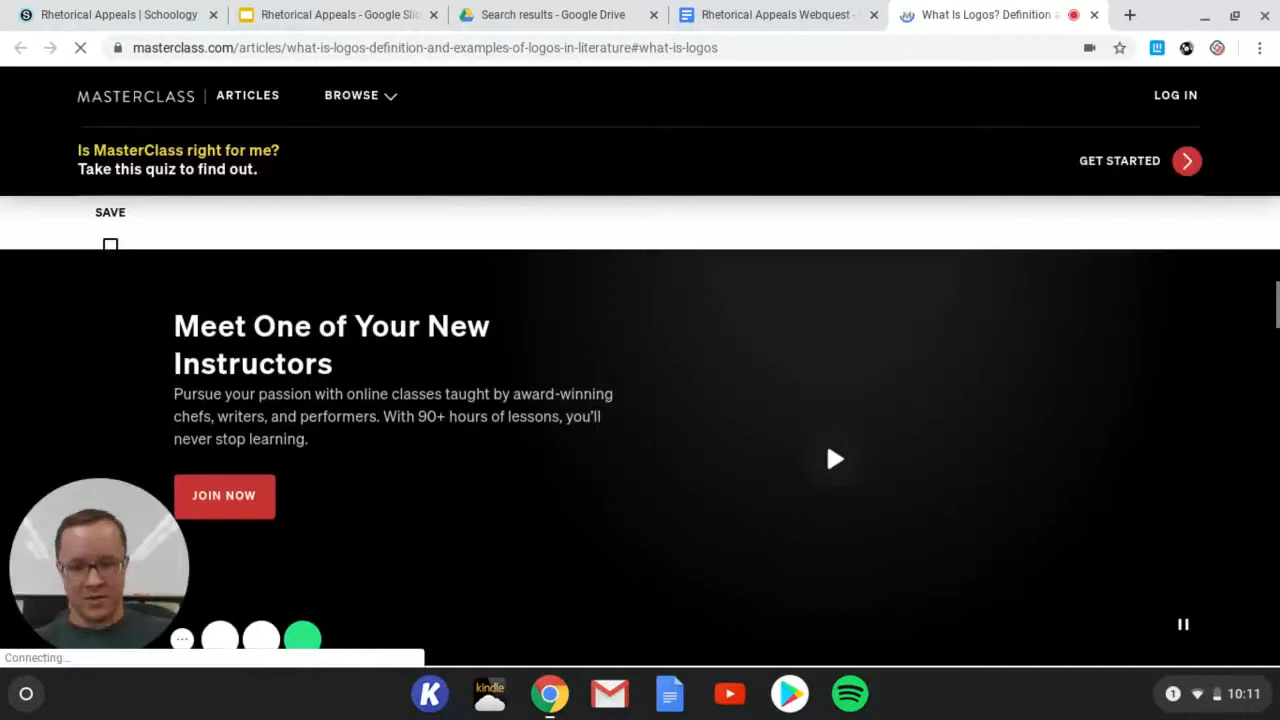 Rhetorical Appeals | Schoology
Rhetorical Appeals - Google Slid
Search results - Google Drive
Rhetorical Appeals Webquest -
What Is Logos? Definition a
masterclass.com/articles/what-is-logos-definition-and-examples-of-logos-in-literature#what-is-logos
MASTERCLASS | ARTICLES
BROWSE
LOG IN
Is MasterClass right for me?
Take this quiz to find out.
GET STARTED
SAVE
Meet One of Your New
Instructors
Pursue your passion with online classes taught by award-winning
chefs, writers, and performers. With 90+ hours of lessons, you'll
never stop learning.
JOIN NOW
Connecting...
K
kindle
1
10:11